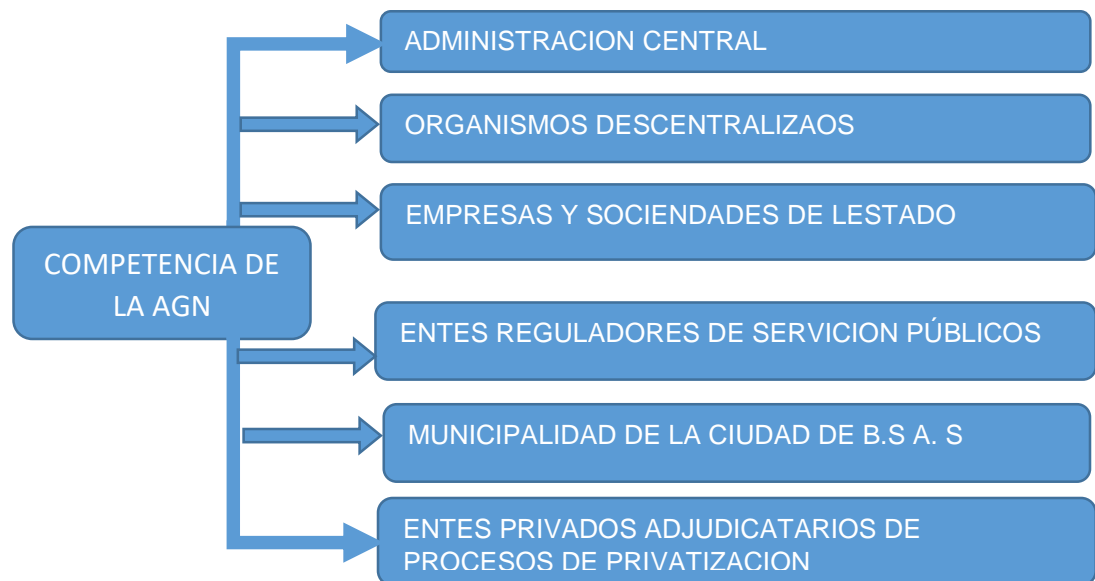 ADMINISTRACION CENTRAL
ORGANISMOS DESCENTRALIZAOS
EMPRESAS Y SOCIENDADES DE LESTADO
COMPETENCIA DE
LA AGN
ENTES REGULADORES DE SERVICION PÚBLICOS
MUNICIPALIDAD DE LA CIUDAD DE B.S A. S
ENTES PRIVADOS ADJUDICATARIOS DE
PROCESOS DE PRIVATIZACION